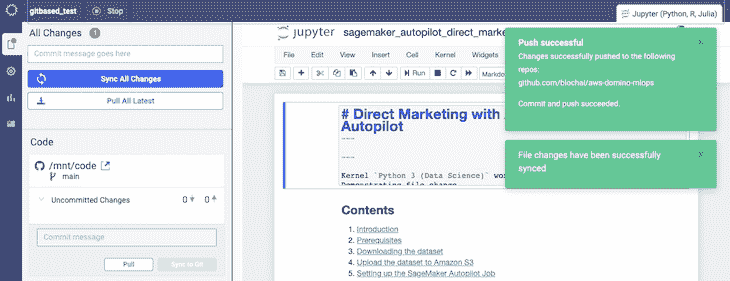 gitbased_test
Stop
Jupyter (Python, R, Julia)
All Changes 1
Commit message goes here
Sync All Changes
Pull All Latest
Code
/mnt/code
main
Uncommitted Changes 0 0
Commit message
Pull
Sync to Git
jupyter sagemaker_autopilot_direct_marke
File Edit View Insert Cell Kernel Widgets
Run
Markdo
# Direct Marketing with
Autopilot
~~~
~~~
Kernel `Python 3 (Data Science)` wo
Demonstrating file change
Contents
1. Introduction
2. Prerequisites
3. Downloading the dataset
4. Upload the dataset to Amazon S3
5. Setting up the SageMaker Autopilot Job
Push successful
Changes successfully pushed to the following
repos:
github.com/biochai/aws-domino-mlops
Commit and push succeeded.
File changes have been successfully
synced